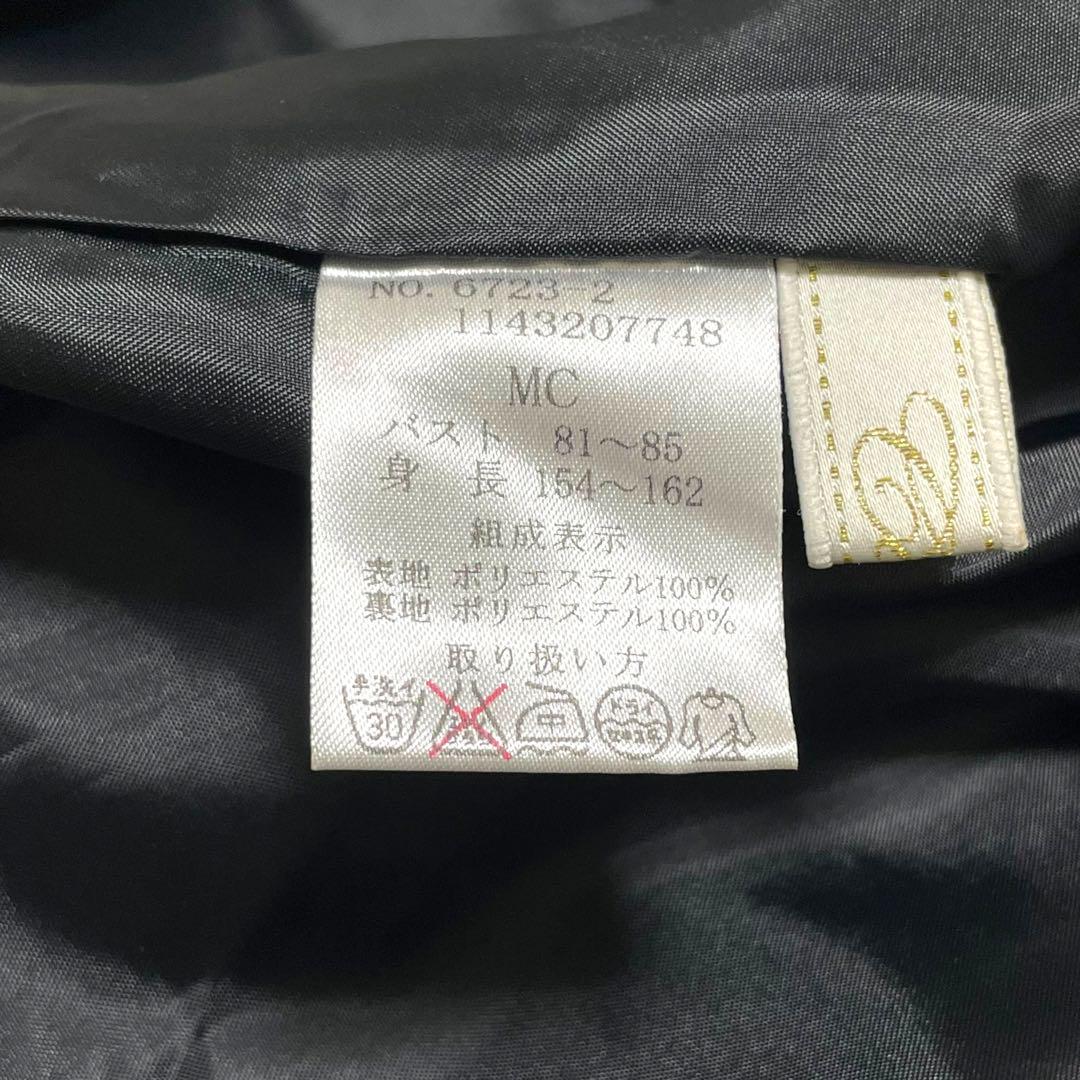 NO. 6723-2
1143207748
MC
バスト 81～85
身 長 154～162
組成表示
表地 ポリエステル100%
裏地 ポリエステル100%
取り扱い方
手洗イ
30
中
ドライ